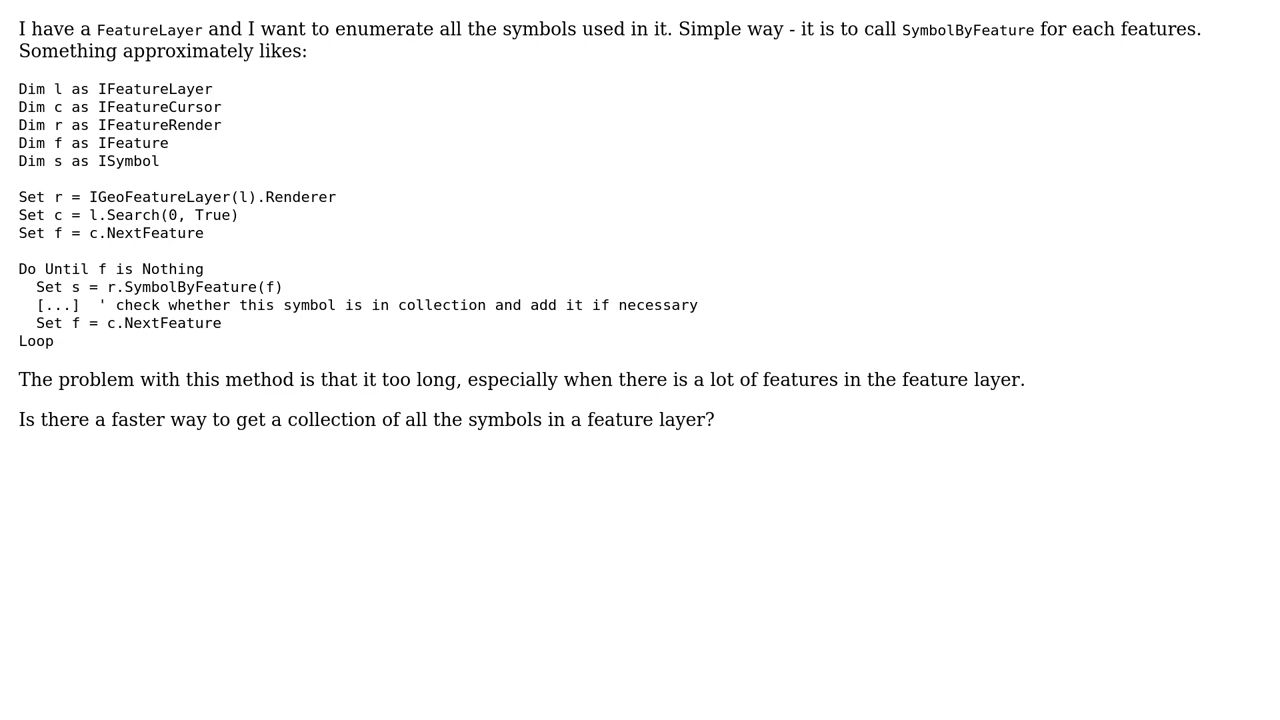 I have a FeatureLayer and I want to enumerate all the symbols used in it. Simple way - it is to call SymbolByFeature for each features.
Something approximately likes:
Dim l as IFeatureLayer
Dim c as IFeatureCursor
Dim r as IFeatureRender
Dim f as IFeature
Dim s as ISymbol
Set r = IGeoFeatureLayer(l).Renderer
Set c = l.Search(0, True)
Set f = c.NextFeature
Do Until f is Nothing
  Set s = r.SymbolByFeature(f)
  [...]  ' check whether this symbol is in collection and add it if necessary
  Set f = c.NextFeature
Loop
The problem with this method is that it too long, especially when there is a lot of features in the feature layer.
Is there a faster way to get a collection of all the symbols in a feature layer?